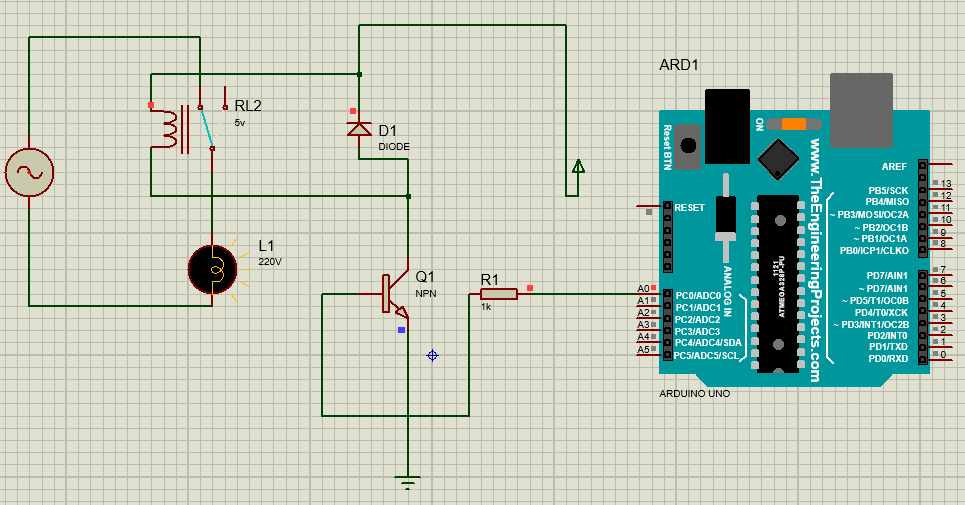 ARD1
RL2
5v
D1
DIODE
L1
220V
Q1
NPN
R1
1k
Reset BTN
ON
www.TheEngineeringProjects.com
RESET
ANALOG IN
1121
ATMEGA328P-PU
AREF
PB5/SCK 13
PB4/MISO 12
~ PB3/MOSI/OC2A 11
~ PB2/OC1B 10
~ PB1/OC1A 9
PB0/ICP1/CLKO 8
PD7/AIN1 7
~ PD7/AIN1 6
~ PD5/T1/OC0B 5
PD4/T0/XCK 4
~ PD3/INT1/OC2B 3
PD2/INT0 2
PD1/TXD 1
PD0/RXD 0
A0 PC0/ADC0
A1 PC1/ADC1
A2 PC2/ADC2
A3 PC3/ADC3
A4 PC4/ADC4/SDA
A5 PC5/ADC5/SCL
ARDUINO UNO